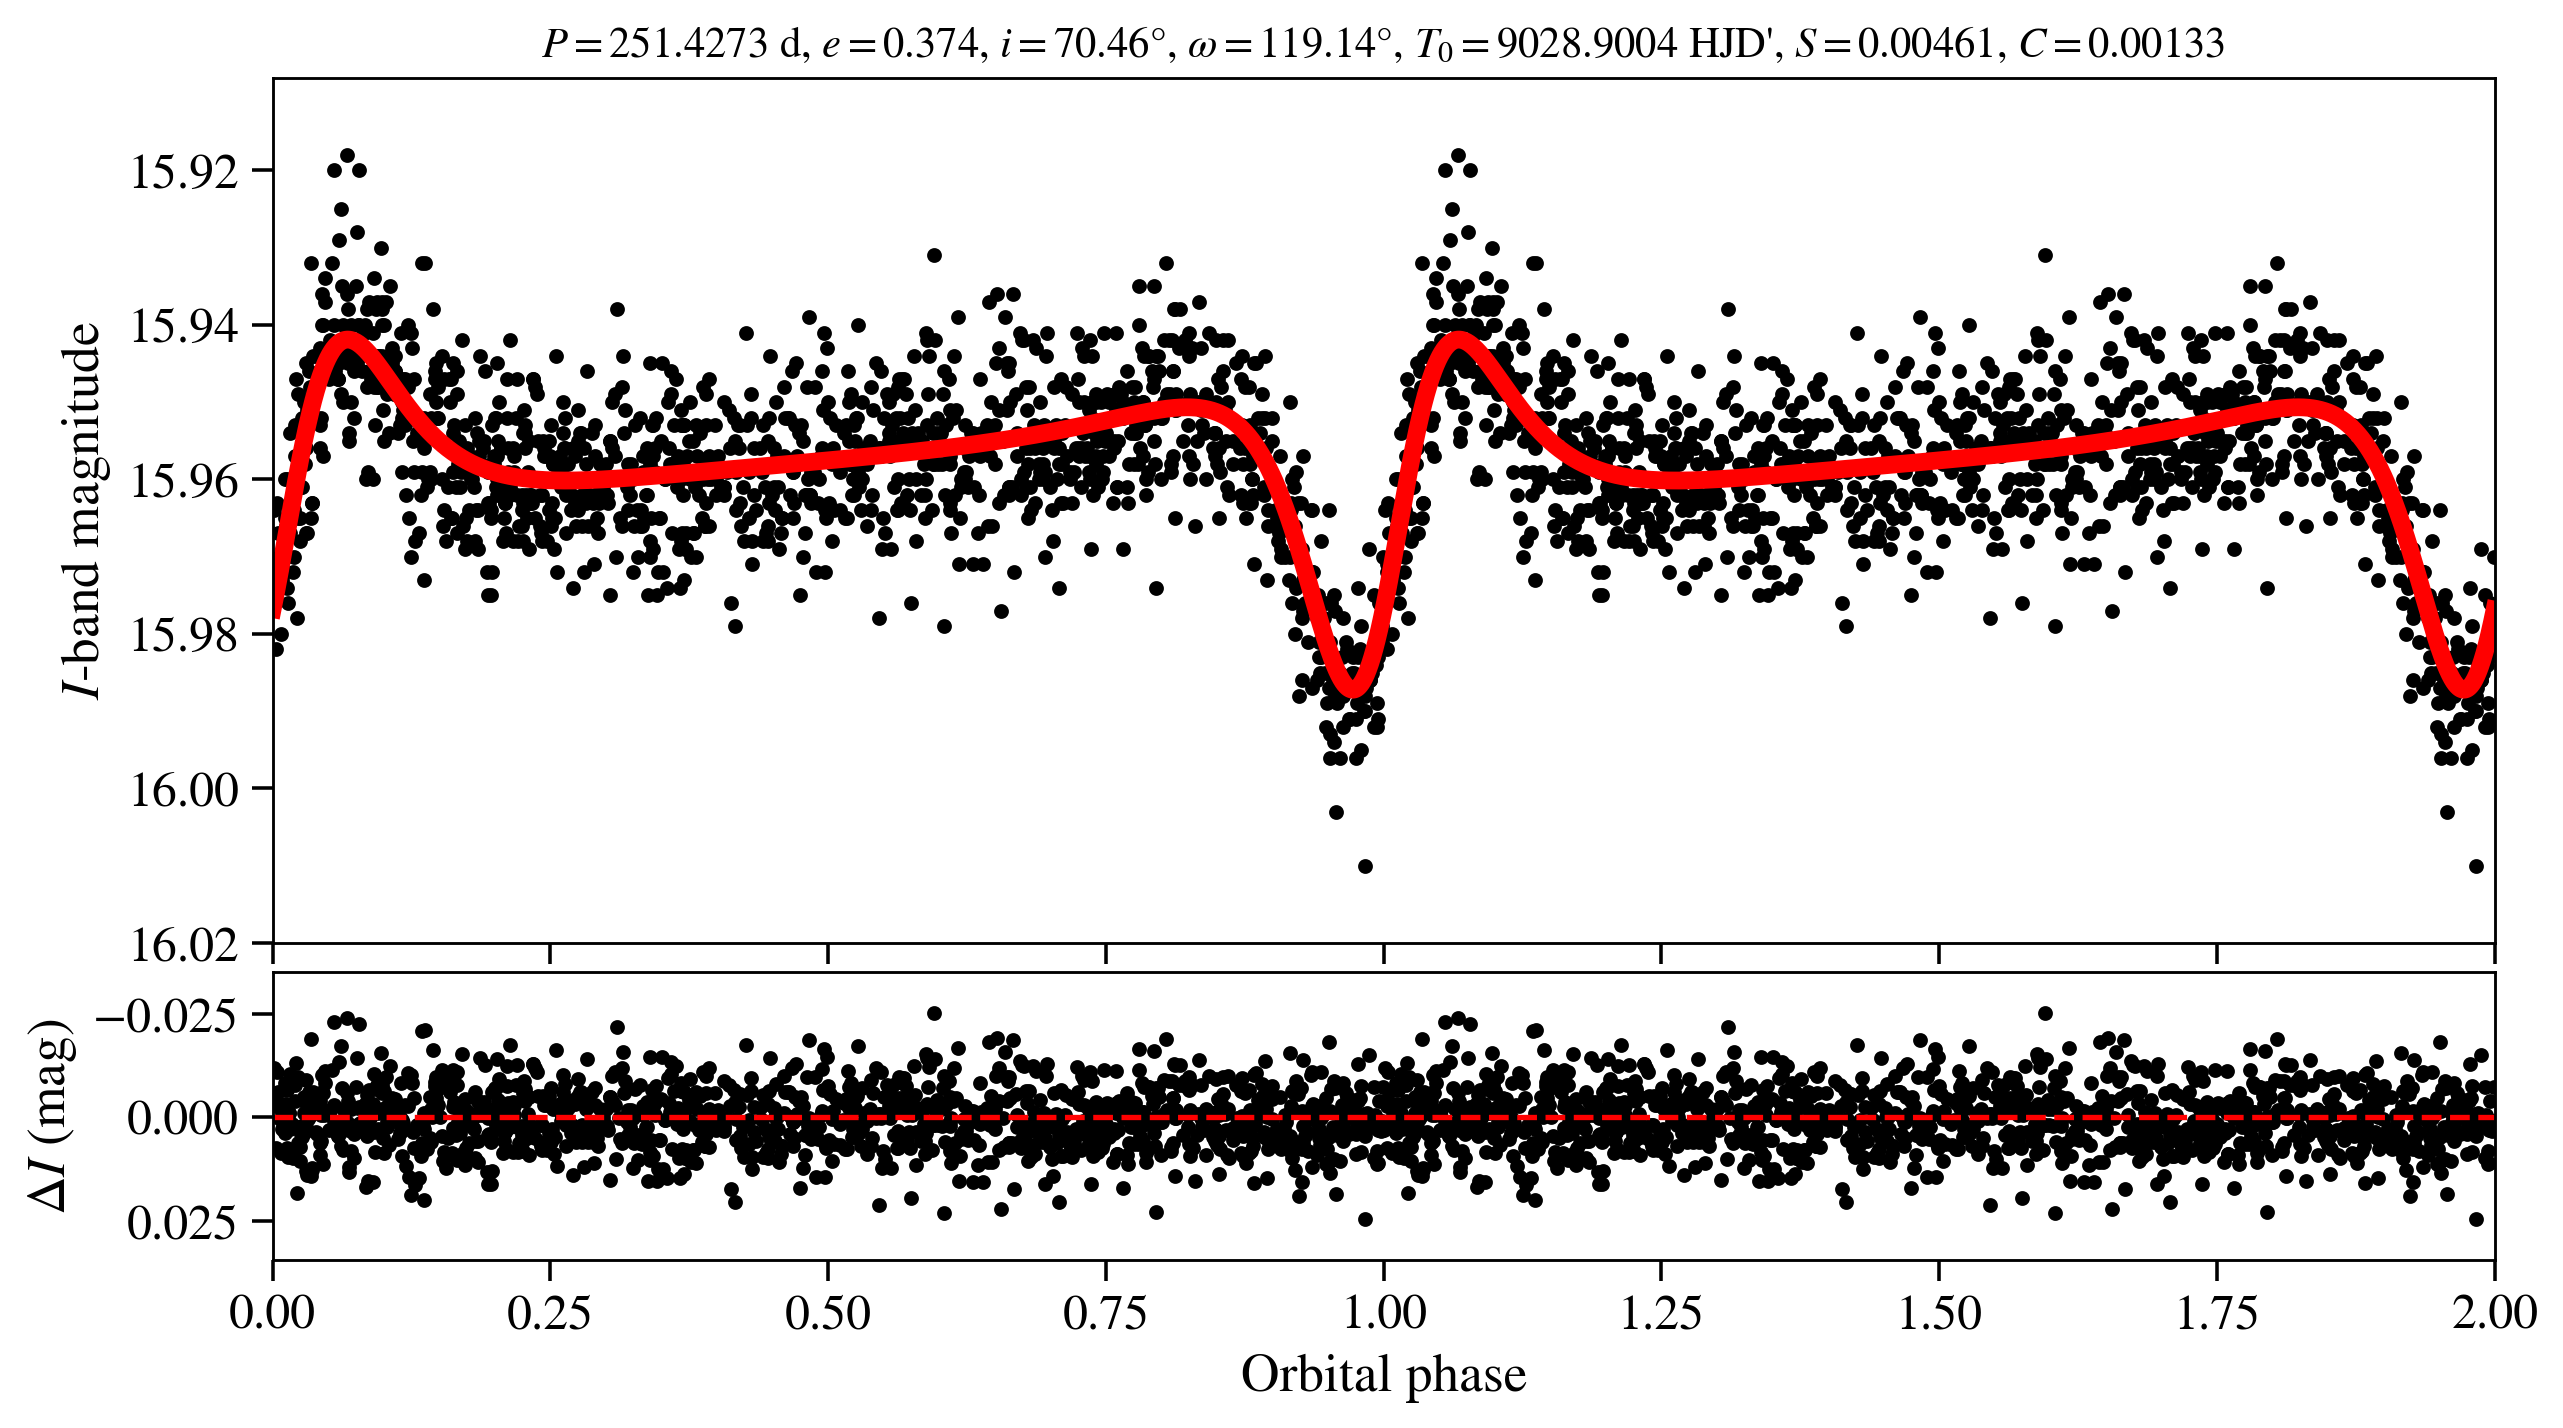 P = 251.4273 d, e = 0.374, i = 70.46°, ω = 119.14°, T₀ = 9028.9004 HJD', S = 0.00461, C = 0.00133
15.92
15.94
15.96
15.98
16.00
16.02
I-band magnitude
−0.025
0.000
0.025
ΔI (mag)
0.00 0.25 0.50 0.75 1.00 1.25 1.50 1.75 2.00
Orbital phase